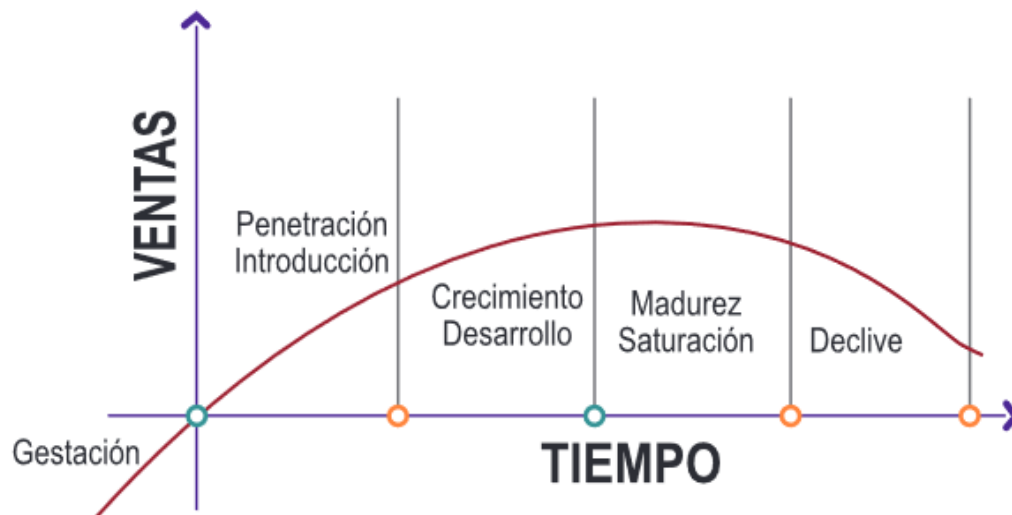 VENTAS
Penetración
Introducción
Crecimiento
Desarrollo
Madurez
Saturación
Declive
Gestación
TIEMPO